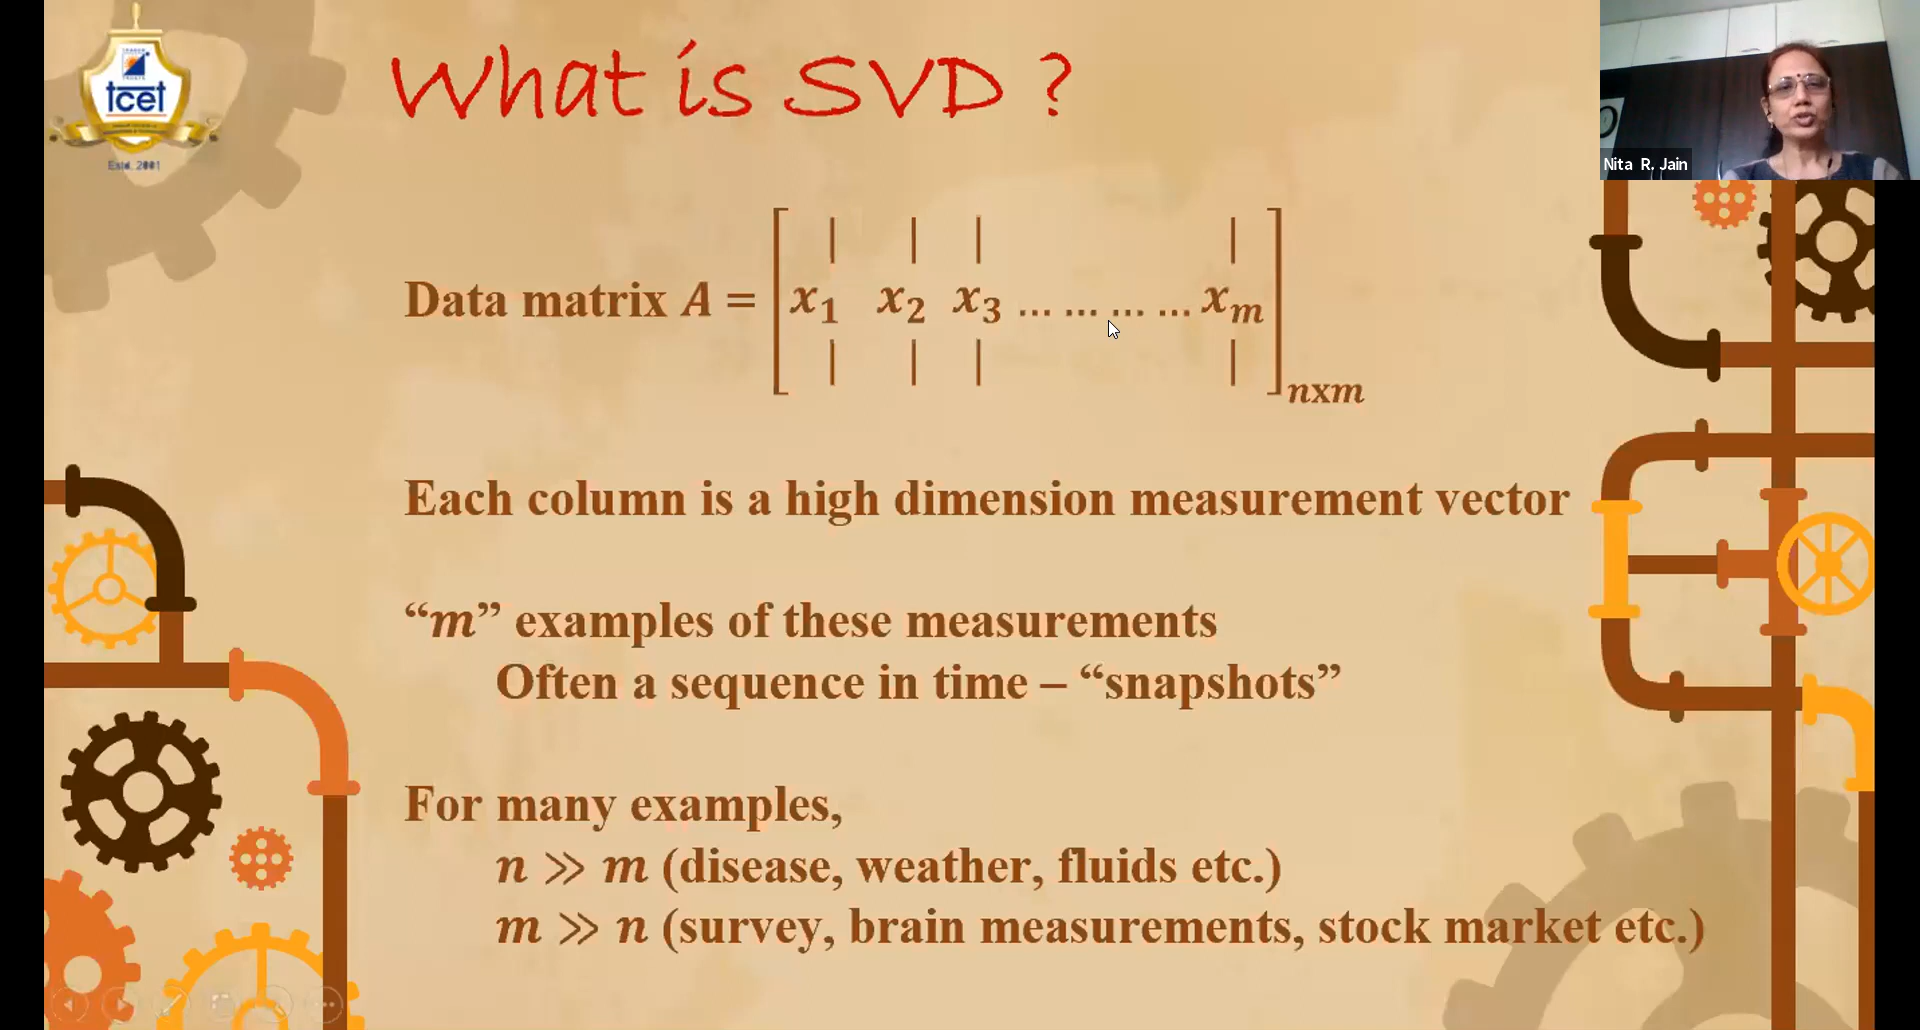 What is SVD ?
tcet
Estd. 2001
Nita R. Jain
Data matrix A = [x₁ x₂ x₃ ... ... ... ... xₘ]ₙₓₘ
Each column is a high dimension measurement vector
“m” examples of these measurements
Often a sequence in time – “snapshots”
For many examples,
n ≫ m (disease, weather, fluids etc.)
m ≫ n (survey, brain measurements, stock market etc.)